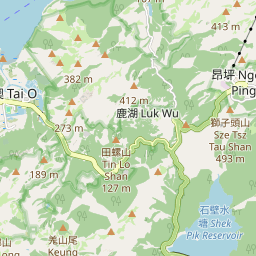 413 m
187 m
382 m
昂坪 Ngo
Ping
Tai O
412 m
鹿湖 Luk Wu
獅子頭山
Sze Tsz
Tau Shan
493 m
273 m
田螺山
Tin Lo
Shan
127 m
189 m
石壁水
塘 Shek
Pik Reservoir
羗山尾
Keung